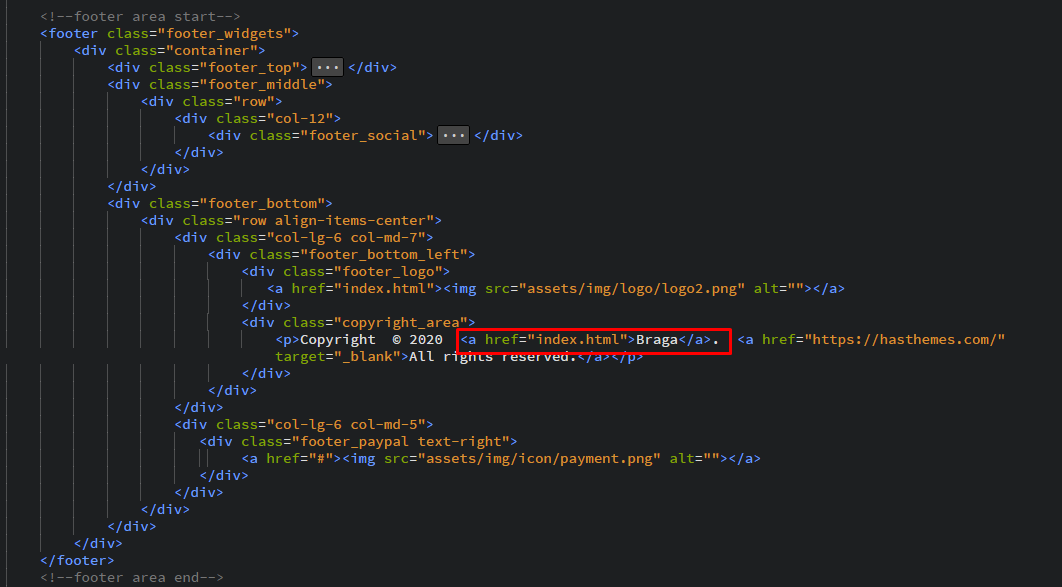 <!--footer area start-->
<footer class="footer_widgets">
<div class="container">
<div class="footer_top"> ... </div>
<div class="footer_middle">
<div class="row">
<div class="col-12">
<div class="footer_social"> ... </div>
</div>
</div>
</div>
<div class="footer_bottom">
<div class="row align-items-center">
<div class="col-lg-6 col-md-7">
<div class="footer_bottom_left">
<div class="footer_logo">
<a href="index.html"><img src="assets/img/logo/logo2.png" alt=""></a>
</div>
<div class="copyright_area">
<p>Copyright  © 2020  <a href="index.html">Braga</a>.  <a href="https://hasthemes.com/"
target="_blank">All rights reserved.</a></p>
</div>
</div>
</div>
<div class="col-lg-6 col-md-5">
<div class="footer_paypal text-right">
<a href="#"><img src="assets/img/icon/payment.png" alt=""></a>
</div>
</div>
</div>
</div>
</div>
</footer>
<!--footer area end-->